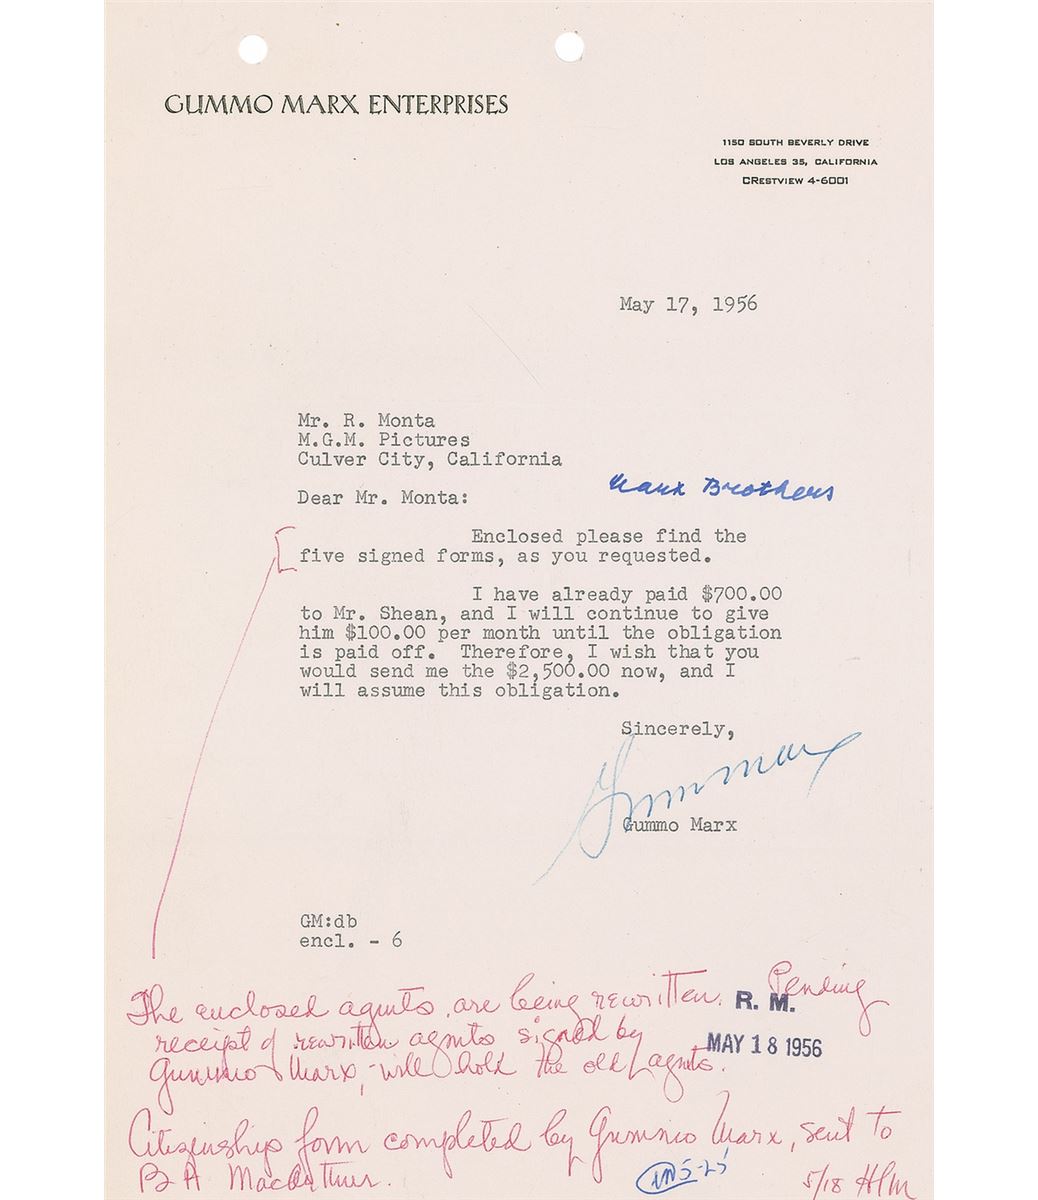 GUMMO MARX ENTERPRISES
1150 SOUTH BEVERLY DRIVE
LOS ANGELES 35, CALIFORNIA
CRESTVIEW 4-6001
May 17, 1956
Mr. R. Monta
M.G.M. Pictures
Culver City, California
Marx Brothers
Dear Mr. Monta:
Enclosed please find the
five signed forms, as you requested.
I have already paid $700.00
to Mr. Shean, and I will continue to give
him $100.00 per month until the obligation
is paid off. Therefore, I wish that you
would send me the $2,500.00 now, and I
will assume this obligation.
Sincerely,
Gummo Marx
GM:db
encl. - 6
The enclosed agmts. are being rewritten. Pending
R. M.
receipt of rewritten agmts signed by
MAY 18 1956
Gummo Marx, will hold the old agmts.
Citizenship form completed by Gummo Marx, sent to
B A MacArthur.
5/18 HPM